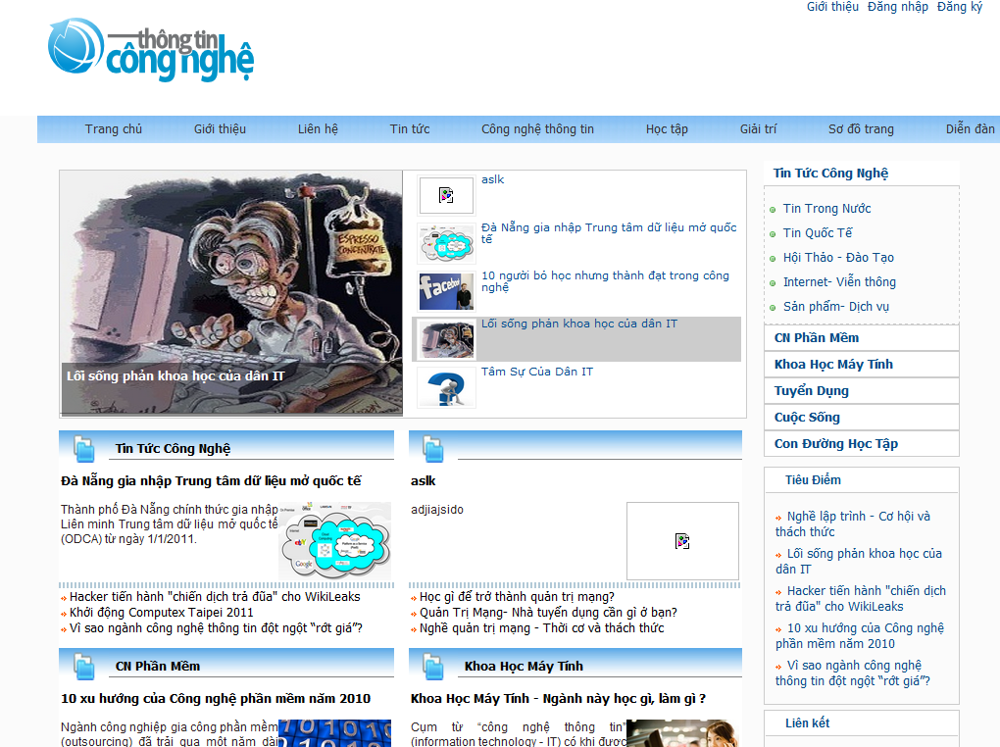 Giới thiệu Đăng nhập Đăng ký
thông tin
công nghệ
Trang chủ Giới thiệu Liên hệ Tin tức Công nghệ thông tin Học tập Giải trí Sơ đồ trang Diễn đàn
ESPRESSO
CONCENTRATE
Lối sống phản khoa học của dân IT
aslk
Đà Nẵng gia nhập Trung tâm dữ liệu mở quốc
tế
facebook
10 người bỏ học nhưng thành đạt trong công
nghệ
Lối sống phản khoa học của dân IT
Tâm Sự Của Dân IT
Tin Tức Công Nghệ
Tin Trong Nước
Tin Quốc Tế
Hội Thảo - Đào Tạo
Internet- Viễn thông
Sản phẩm- Dịch vụ
CN Phần Mềm
Khoa Học Máy Tính
Tuyển Dụng
Cuộc Sống
Con Đường Học Tập
Tin Tức Công Nghệ
Đà Nẵng gia nhập Trung tâm dữ liệu mở quốc tế
Thành phố Đà Nẵng chính thức gia nhập
Liên minh Trung tâm dữ liệu mở quốc tế
(ODCA) từ ngày 1/1/2011.
Google
Hacker tiến hành "chiến dịch trả đũa" cho WikiLeaks
Khởi động Computex Taipei 2011
Vì sao ngành công nghệ thông tin đột ngột “rớt giá”?
aslk
adjiajsido
Học gì để trở thành quản trị mạng?
Quản Trị Mạng- Nhà tuyển dụng cần gì ở bạn?
Nghề quản trị mạng - Thời cơ và thách thức
Tiêu Điểm
Nghề lập trình - Cơ hội và
thách thức
Lối sống phản khoa học của
dân IT
Hacker tiến hành "chiến dịch
trả đũa" cho WikiLeaks
10 xu hướng của Công nghệ
phần mềm năm 2010
Vì sao ngành công nghệ
thông tin đột ngột “rớt giá”?
Liên kết
CN Phần Mềm
10 xu hướng của Công nghệ phần mềm năm 2010
Ngành công nghiệp gia công phần mềm
(outsourcing) đã trải qua một năm dài
Khoa Học Máy Tính
Khoa Học Máy Tính - Ngành này học gì, làm gì ?
Cụm từ “công nghệ thông tin”
(information technology - IT) có khi được